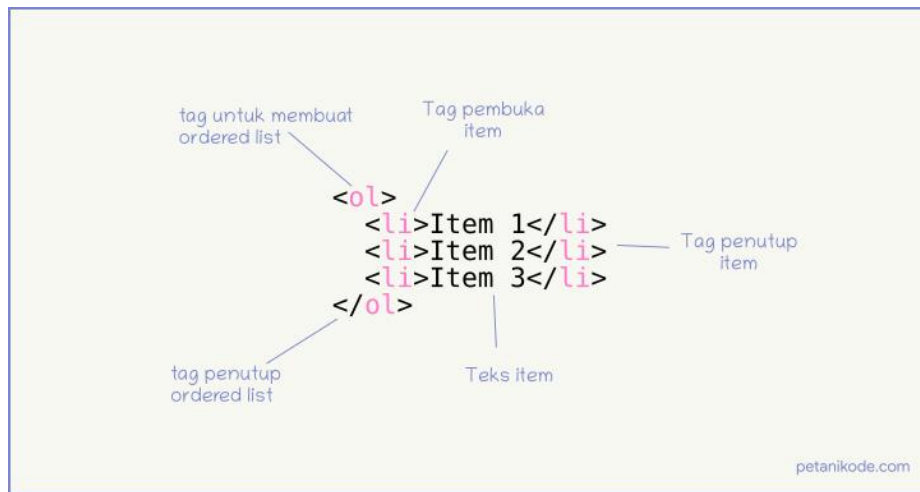 tag untuk membuat
ordered list
Tag pembuka
item
<ol>
<li>Item 1</li>
<li>Item 2</li>
<li>Item 3</li>
</ol>
Tag penutup
item
tag penutup
ordered list
Teks item
petanikode.com